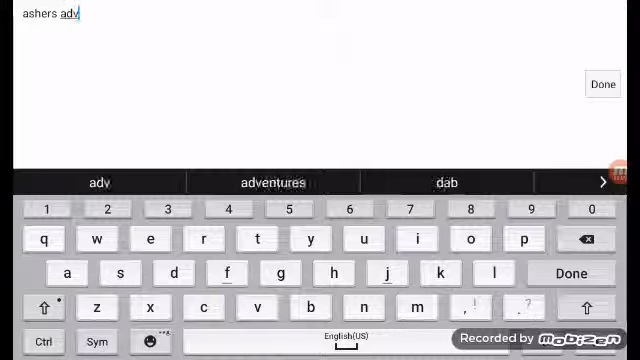 ashers adv
Done
adv adventures dab >
1 2 3 4 5 6 7 8 9 0
q w e r t y u i o p
a s d f g h j k l Done
z x c v b n m , ! . ?
Ctrl Sym English(US)
Recorded by mobizen